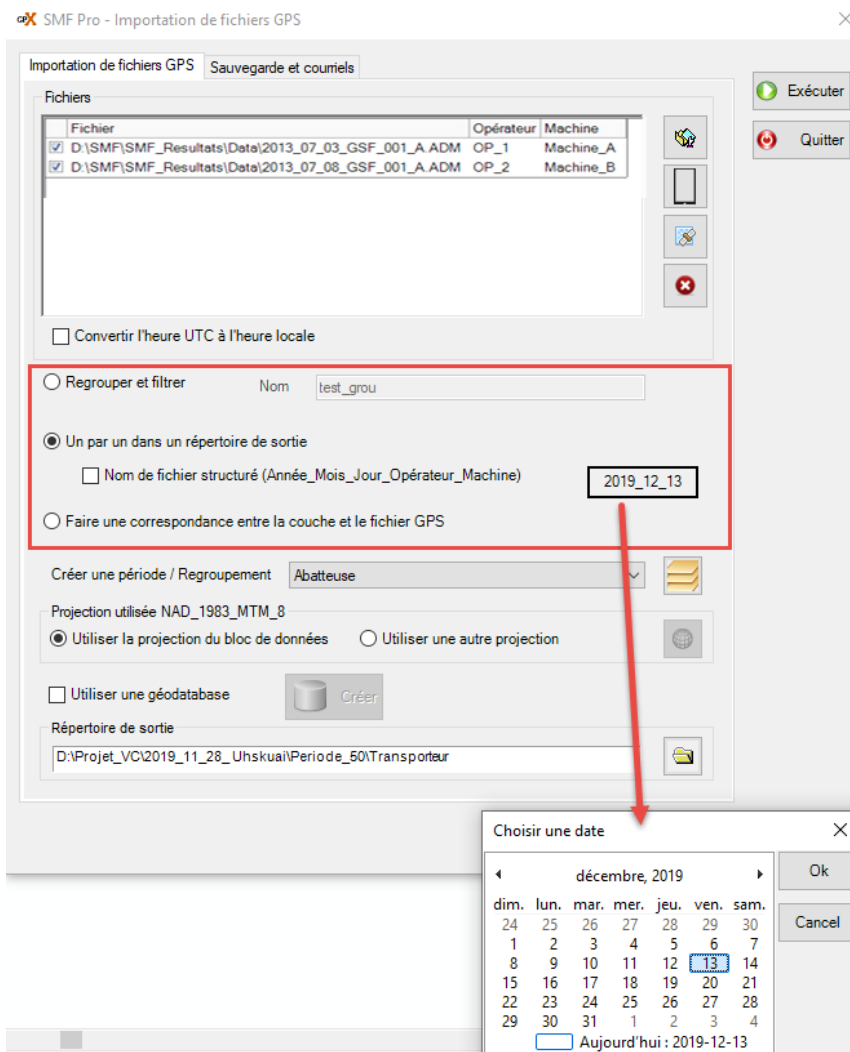 GPX SMF Pro - Importation de fichiers GPS
Importation de fichiers GPS Sauvegarde et courriels
Exécuter
Fichiers
Fichier Opérateur Machine
D:\SMF\SMF_Resultats\Data\2013_07_03_GSF_001_A.ADM OP_1 Machine_A
Quitter
D:\SMF\SMF_Resultats\Data\2013_07_08_GSF_001_A.ADM OP_2 Machine_B
Convertir l'heure UTC à l'heure locale
Regrouper et filtrer Nom test_grou
Un par un dans un répertoire de sortie
Nom de fichier structuré (Année_Mois_Jour_Opérateur_Machine) 2019_12_13
Faire une correspondance entre la couche et le fichier GPS
Créer une période / Regroupement Abatteuse
Projection utilisée NAD_1983_MTM_8
Utiliser la projection du bloc de données Utiliser une autre projection
Utiliser une géodatabase Créer
Répertoire de sortie
D:\Projet_VC\2019_11_28_Uhskuai\Periode_50\Transporteur
Choisir une date
décembre, 2019 Ok
dim. lun. mar. mer. jeu. ven. sam.
24 25 26 27 28 29 30 Cancel
1 2 3 4 5 6 7
8 9 10 11 12 13 14
15 16 17 18 19 20 21
22 23 24 25 26 27 28
29 30 31 1 2 3 4
Aujourd'hui : 2019-12-13